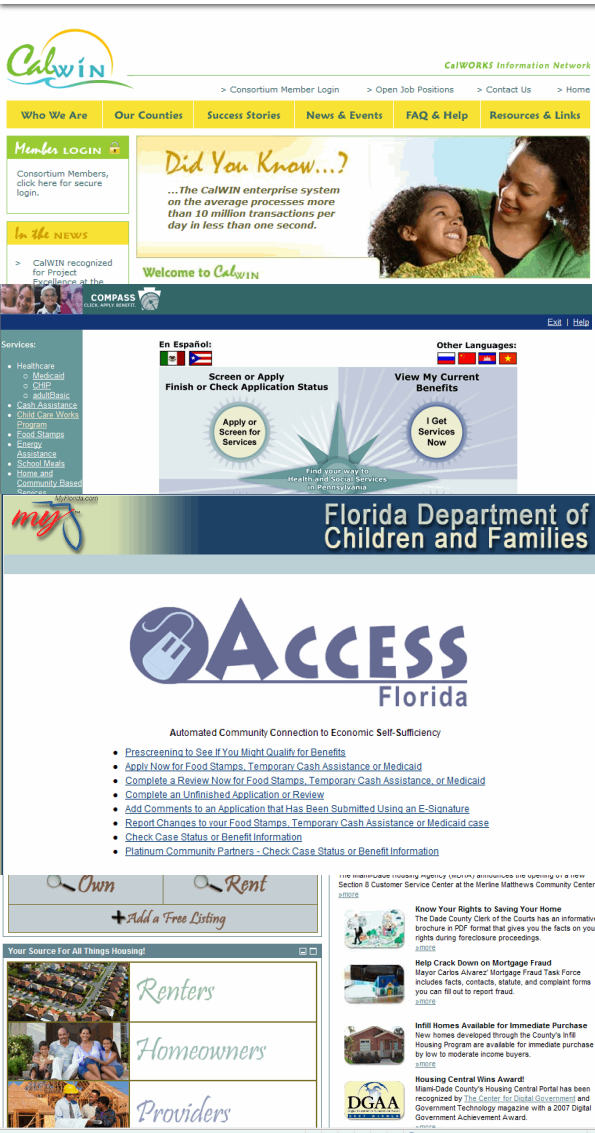 CalWIN
CalWORKS Information Network
> Consortium Member Login > Open Job Positions > Contact Us > Home
Who We Are Our Counties Success Stories News & Events FAQ & Help Resources & Links
Member LOGIN
Consortium Members,
click here for secure
login.
In the NEWS
> CalWIN recognized
for Project
Excellence at the
Did You Know...?
...The CalWIN enterprise system
on the average processes more
than 10 million transactions per
day in less than one second.
Welcome to CalWIN
COMPASS
CLICK. APPLY. BENEFIT.
Exit | Help
Services:
Healthcare
Medicaid
CHIP
adultBasic
Cash Assistance
Child Care Works
Program
Food Stamps
Energy
Assistance
School Meals
Home and
Community Based
Services
En Español:
Other Languages:
Screen or Apply
Finish or Check Application Status
View My Current
Benefits
Apply or
Screen for
Services
I Get
Services
Now
Find your way to
Health and Social Services
in Pennsylvania
MyFlorida.com
my
Florida Department of
Children and Families
ACCESS
Florida
Automated Community Connection to Economic Self-Sufficiency
Prescreening to See If You Might Qualify for Benefits
Apply Now for Food Stamps, Temporary Cash Assistance or Medicaid
Complete a Review Now for Food Stamps, Temporary Cash Assistance, or Medicaid
Complete an Unfinished Application or Review
Add Comments to an Application that Has Been Submitted Using an E-Signature
Report Changes to your Food Stamps, Temporary Cash Assistance or Medicaid case
Check Case Status or Benefit Information
Platinum Community Partners - Check Case Status or Benefit Information
Own Rent
Add a Free Listing
Your Source For All Things Housing!
Renters
Homeowners
Providers
The Miami-Dade Housing Agency (MDHA) announces the opening of a new
Section 8 Customer Service Center at the Merline Matthews Community Center
»more
Know Your Rights to Saving Your Home
The Dade County Clerk of the Courts has an informative
brochure in PDF format that gives you the facts on you
rights during foreclosure proceedings.
»more
Help Crack Down on Mortgage Fraud
Mayor Carlos Alvarez' Mortgage Fraud Task Force
includes facts, contacts, statute, and complaint forms
you can fill out to report fraud.
»more
Infill Homes Available for Immediate Purchase
New homes developed through the County's Infill
Housing Program are available for immediate purchase
by low to moderate income buyers.
»more
DGAA
Housing Central Wins Award!
Miami-Dade County's Housing Central Portal has been
recognized by The Center for Digital Government and
Government Technology magazine with a 2007 Digital
Government Achievement Award.
»more